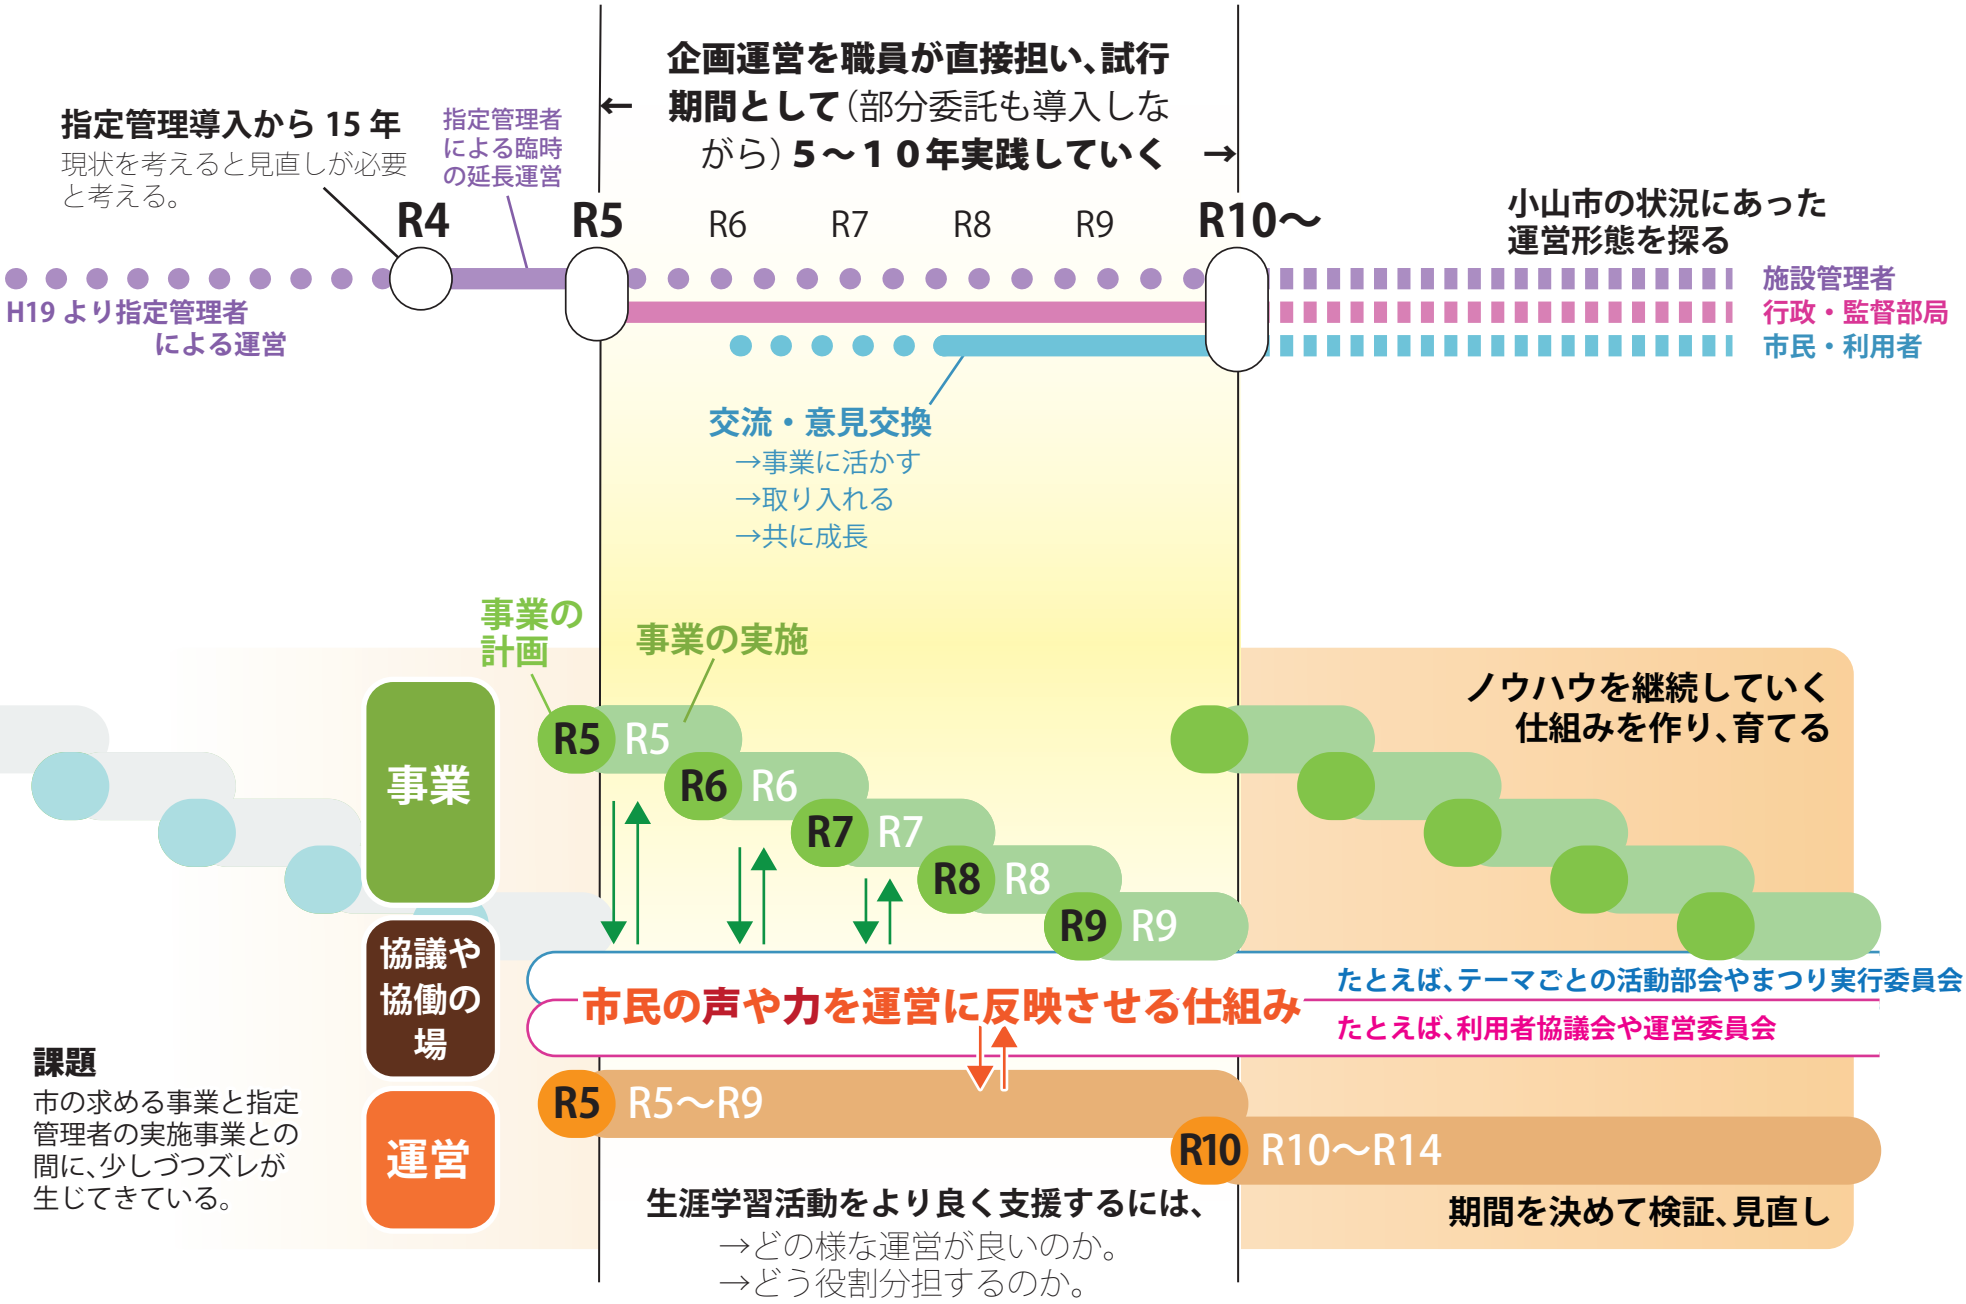 企画運営を職員が直接担い、試行
← 期間として（部分委託も導入しな
がら）５～１０年実践していく →
指定管理導入から 15 年
現状を考えると見直しが必要
と考える。
指定管理者
による臨時
の延長運営
R4
R5
R6
R7
R8
R9
R10～
小山市の状況にあった
運営形態を探る
H19 より指定管理者
による運営
施設管理者
行政・監督部局
市民・利用者
交流・意見交換
→事業に活かす
→取り入れる
→共に成長
事業の
計画
事業の実施
ノウハウを継続していく
仕組みを作り、育てる
事業
R5 R5
R6 R6
R7 R7
R8 R8
R9 R9
協議や
協働の
場
市民の声や力を運営に反映させる仕組み
たとえば、テーマごとの活動部会やまつり実行委員会
たとえば、利用者協議会や運営委員会
課題
市の求める事業と指定
管理者の実施事業との
間に、少しづつズレが
生じてきている。
運営
R5 R5～R9
R10 R10～R14
生涯学習活動をより良く支援するには、
→どの様な運営が良いのか。
→どう役割分担するのか。
期間を決めて検証、見直し